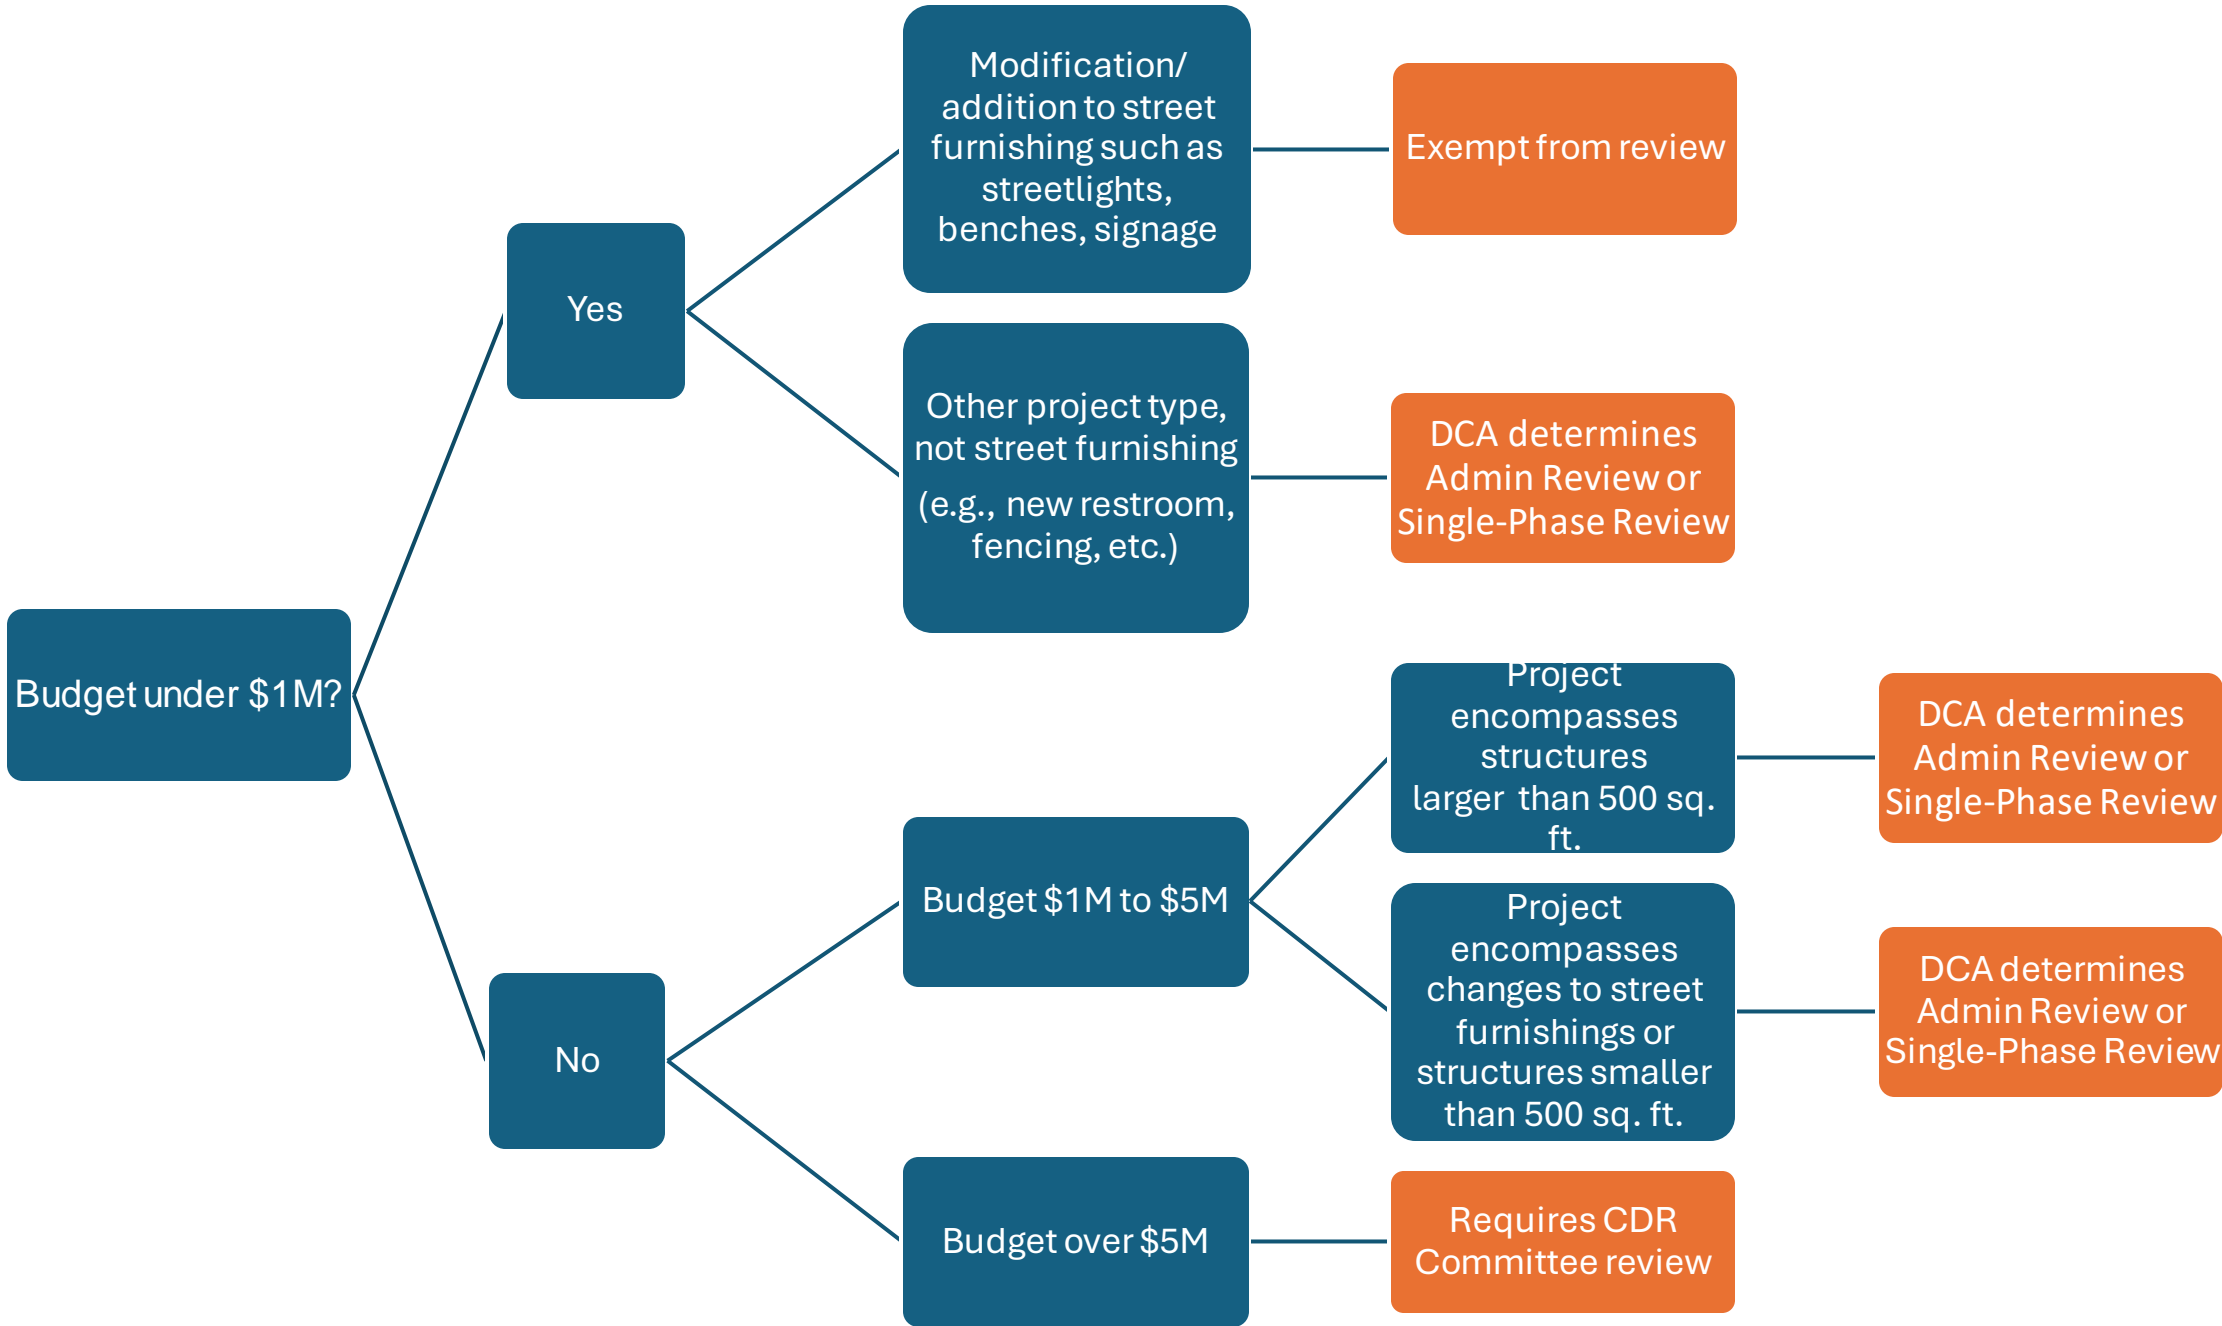 Modification/
addition to street
furnishing such as
streetlights,
benches, signage
Exempt from review
Yes
Other project type,
not street furnishing
(e.g., new restroom,
fencing, etc.)
DCA determines
Admin Review or
Single-Phase Review
Budget under $1M?
Project
encompasses
structures
larger than 500 sq.
ft.
DCA determines
Admin Review or
Single-Phase Review
Budget $1M to $5M
Project
encompasses
changes to street
furnishings or
structures smaller
than 500 sq. ft.
DCA determines
Admin Review or
Single-Phase Review
No
Budget over $5M
Requires CDR
Committee review